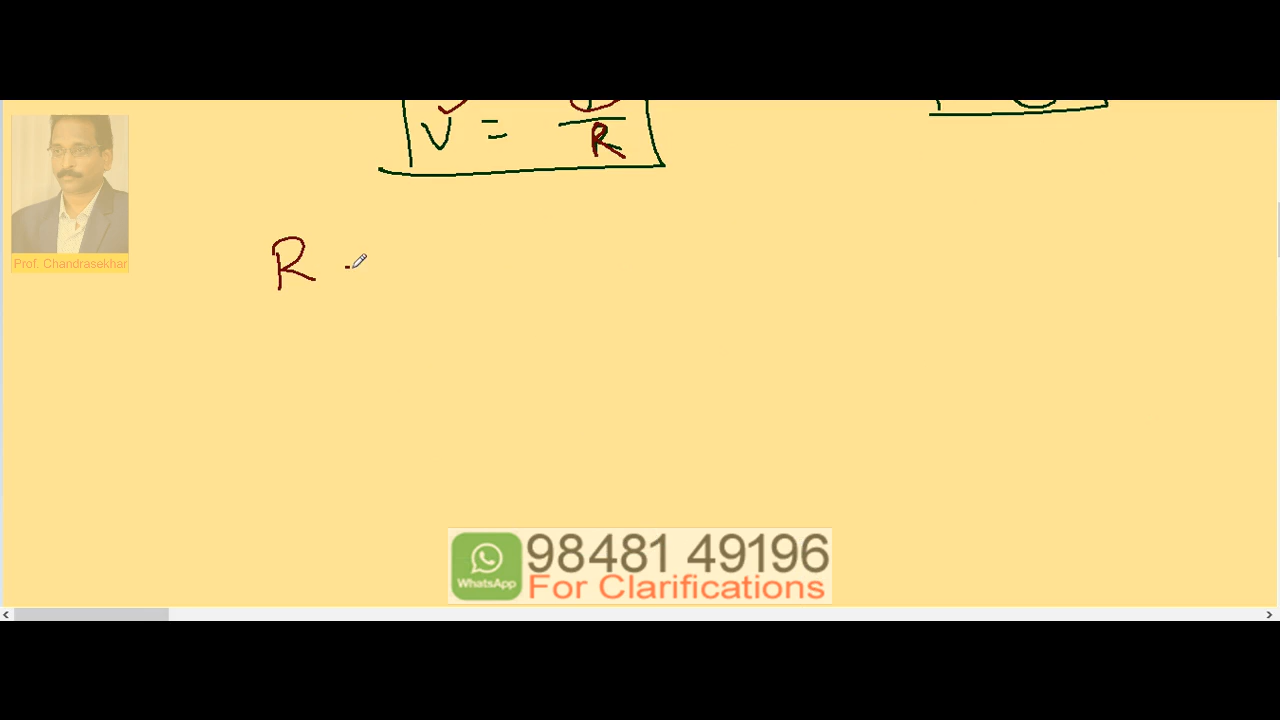 V = R
Prof. Chandrasekhar
R -
98481 49196
WhatsApp
For Clarifications